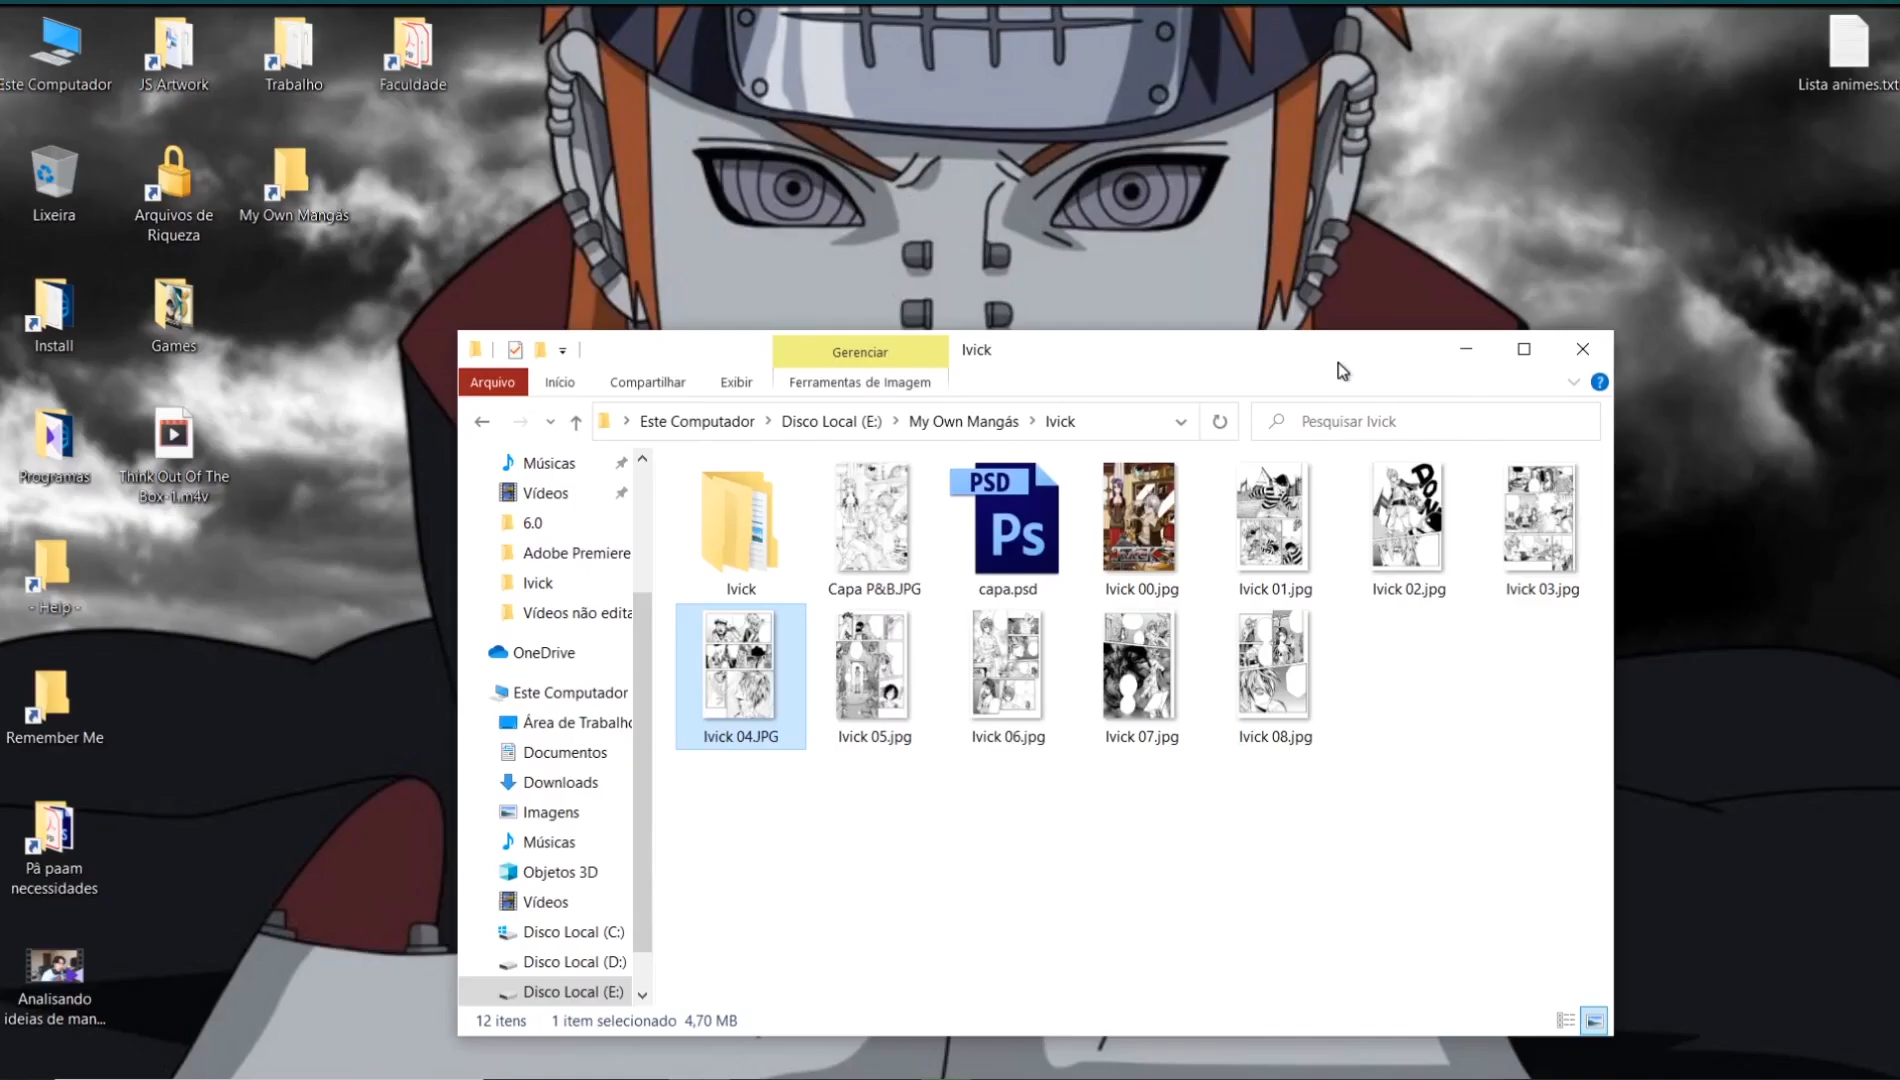 Este Computador
JS Artwork
Trabalho
Faculdade
Lista animes.txt
Lixeira
Arquivos de
Riqueza
My Own Mangás
Install
Games
Programas
Think Out Of The
Box-1.m4v
- Help -
Remember Me
Pâ paam
necessidades
Analisando
ideias de man...
Gerenciar
Ivick
Arquivo
Início
Compartilhar
Exibir
Ferramentas de Imagem
Este Computador > Disco Local (E:) > My Own Mangás > Ivick
Pesquisar Ivick
Músicas
Vídeos
6.0
Adobe Premiere
Ivick
Vídeos não edita
OneDrive
Este Computador
Área de Trabalho
Documentos
Downloads
Imagens
Músicas
Objetos 3D
Vídeos
Disco Local (C:)
Disco Local (D:)
Disco Local (E:)
PSD
Ps
DOV
Ivick
Capa P&B.JPG
capa.psd
Ivick 00.jpg
Ivick 01.jpg
Ivick 02.jpg
Ivick 03.jpg
Ivick 04.JPG
Ivick 05.jpg
Ivick 06.jpg
Ivick 07.jpg
Ivick 08.jpg
12 itens
1 item selecionado 4,70 MB